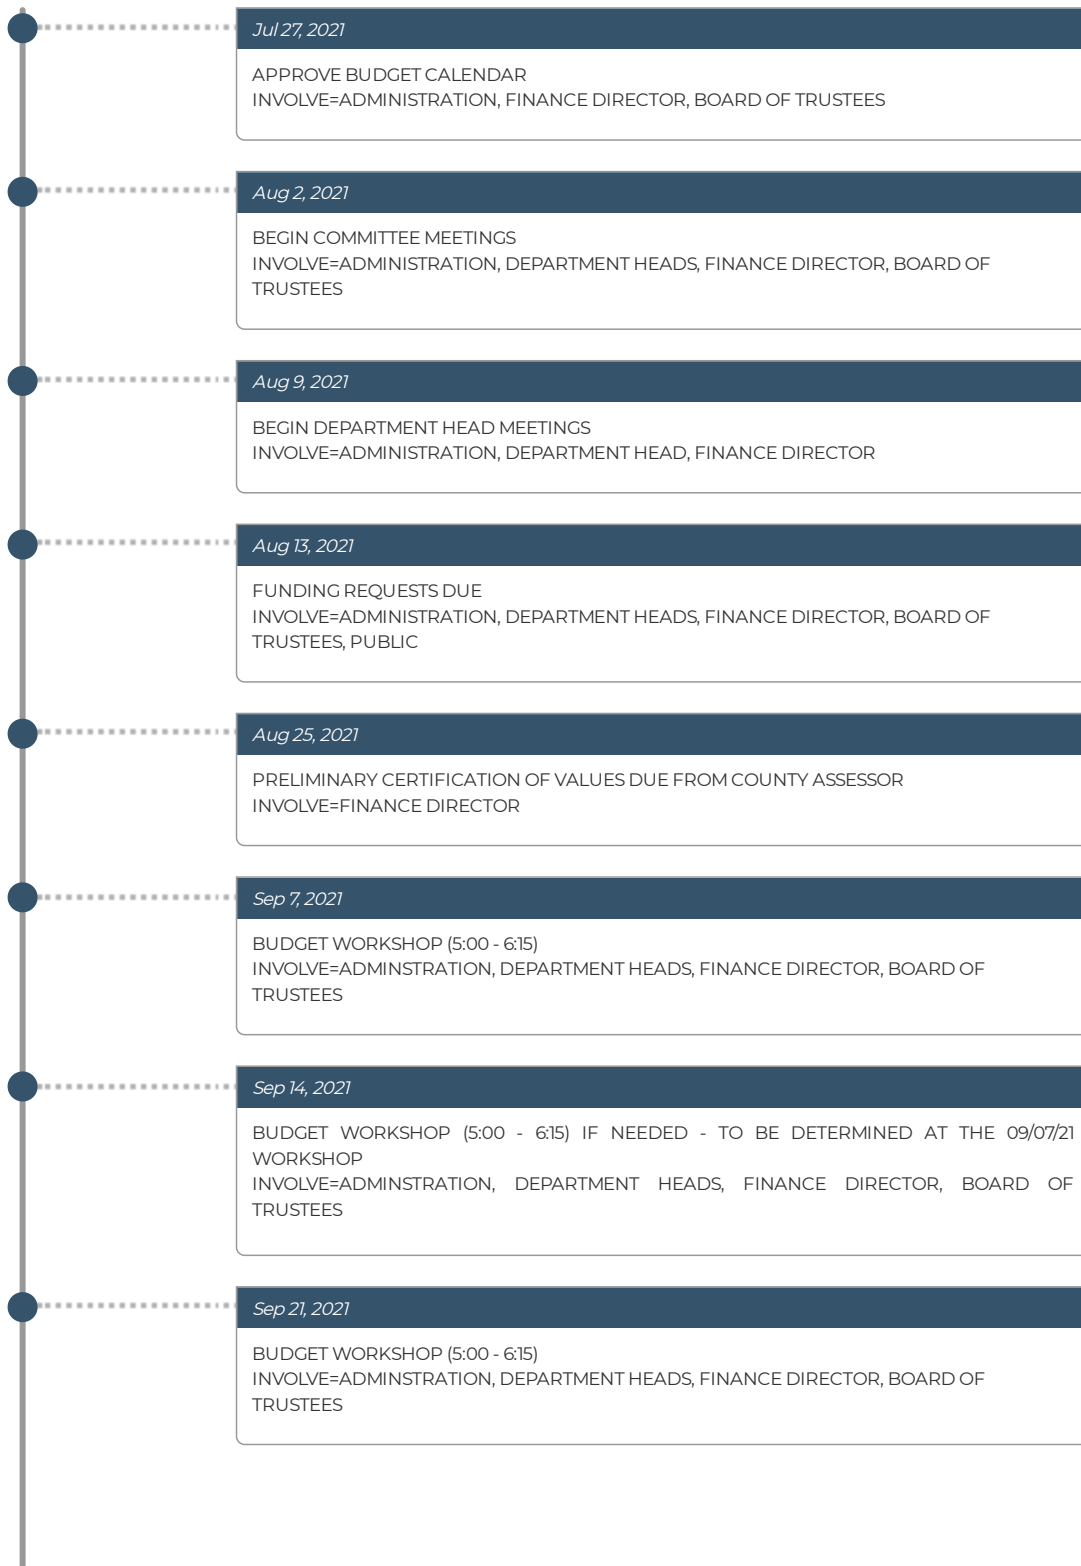 Jul 27, 2021
APPROVE BUDGET CALENDAR
INVOLVE=ADMINISTRATION, FINANCE DIRECTOR, BOARD OF TRUSTEES
Aug 2, 2021
BEGIN COMMITTEE MEETINGS
INVOLVE=ADMINISTRATION, DEPARTMENT HEADS, FINANCE DIRECTOR, BOARD OF
TRUSTEES
Aug 9, 2021
BEGIN DEPARTMENT HEAD MEETINGS
INVOLVE=ADMINISTRATION, DEPARTMENT HEAD, FINANCE DIRECTOR
Aug 13, 2021
FUNDING REQUESTS DUE
INVOLVE=ADMINISTRATION, DEPARTMENT HEADS, FINANCE DIRECTOR, BOARD OF
TRUSTEES, PUBLIC
Aug 25, 2021
PRELIMINARY CERTIFICATION OF VALUES DUE FROM COUNTY ASSESSOR
INVOLVE=FINANCE DIRECTOR
Sep 7, 2021
BUDGET WORKSHOP (5:00 - 6:15)
INVOLVE=ADMINSTRATION, DEPARTMENT HEADS, FINANCE DIRECTOR, BOARD OF
TRUSTEES
Sep 14, 2021
BUDGET WORKSHOP (5:00 - 6:15) IF NEEDED - TO BE DETERMINED AT THE 09/07/21
WORKSHOP
INVOLVE=ADMINSTRATION, DEPARTMENT HEADS, FINANCE DIRECTOR, BOARD OF
TRUSTEES
Sep 21, 2021
BUDGET WORKSHOP (5:00 - 6:15)
INVOLVE=ADMINSTRATION, DEPARTMENT HEADS, FINANCE DIRECTOR, BOARD OF
TRUSTEES